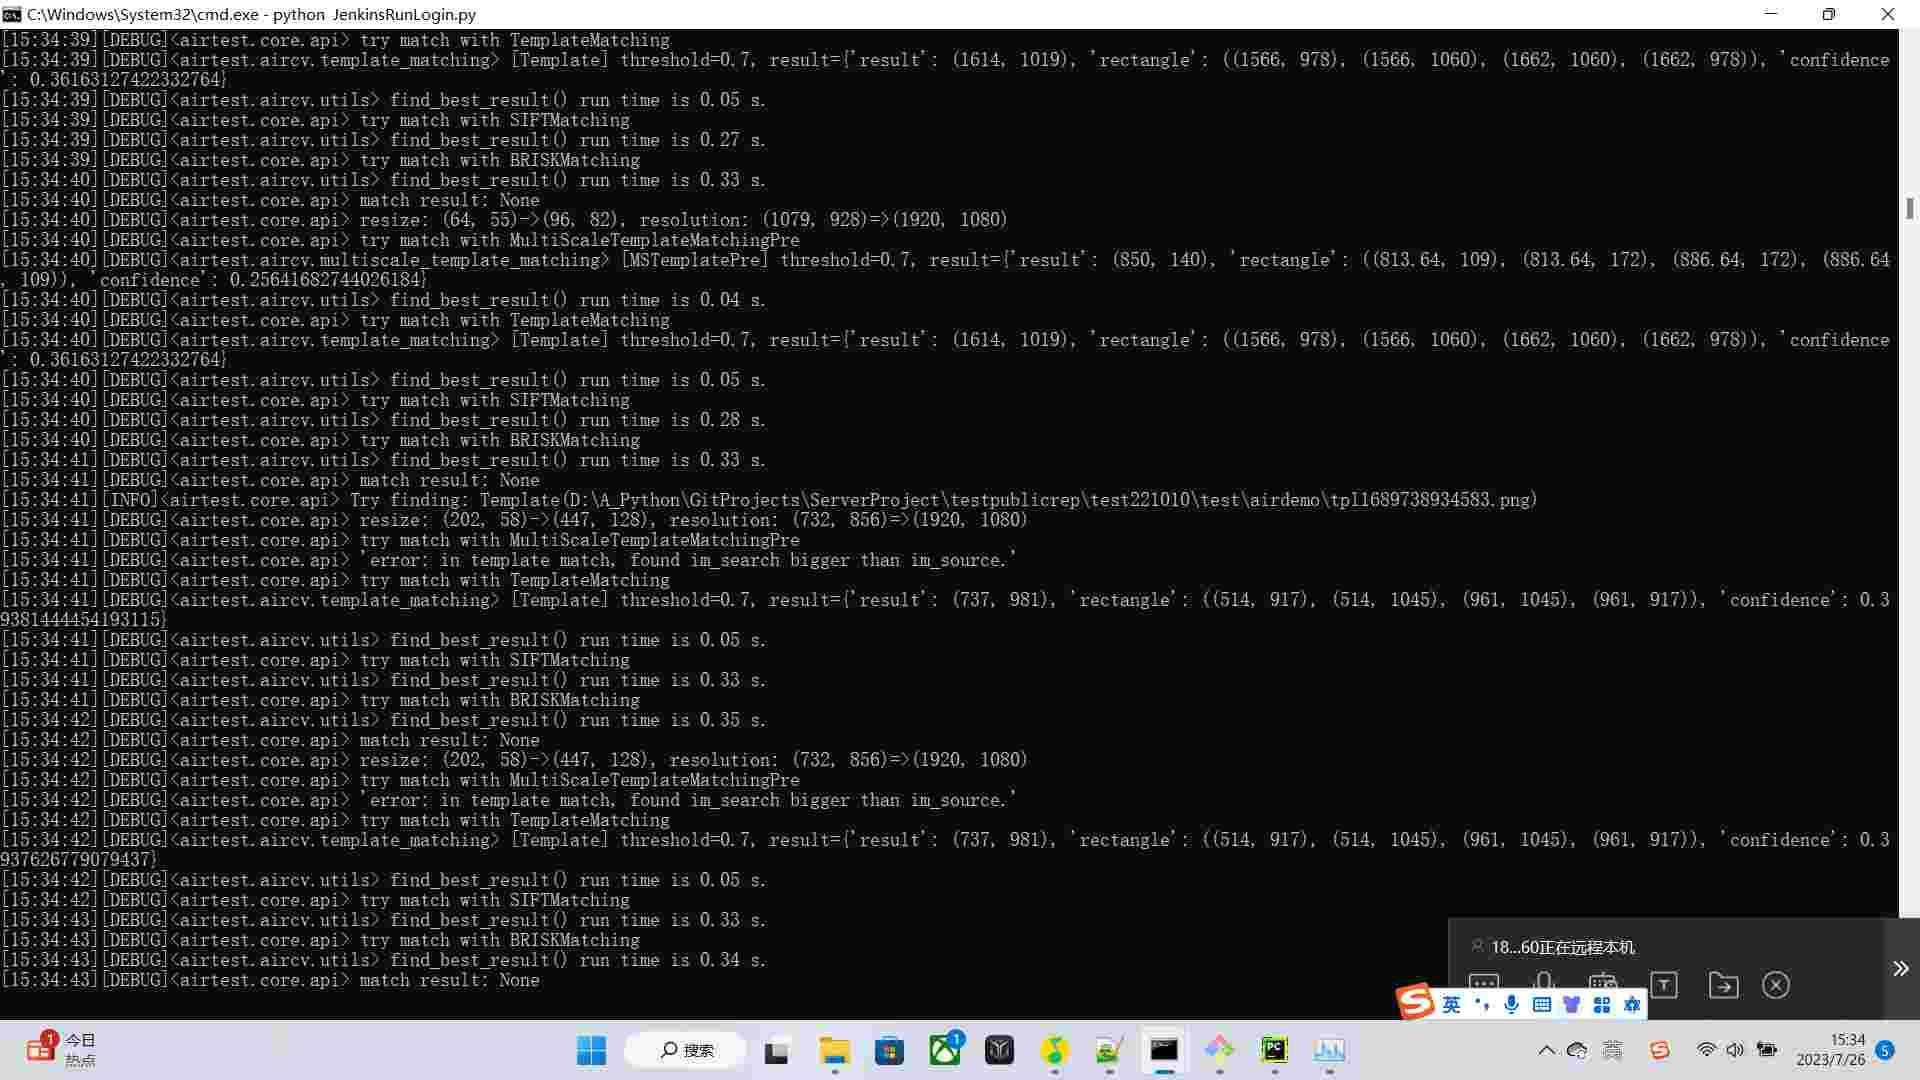 C:\Windows\System32\cmd.exe - python  JenkinsRunLogin.py
[15:34:39][DEBUG]<airtest.core.api> try match with TemplateMatching
[15:34:39][DEBUG]<airtest.aircv.template_matching> [Template] threshold=0.7, result={'result': (1614, 1019), 'rectangle': ((1566, 978), (1566, 1060), (1662, 1060), (1662, 978)), 'confidence
': 0.36163127422332764}
[15:34:39][DEBUG]<airtest.aircv.utils> find_best_result() run time is 0.05 s.
[15:34:39][DEBUG]<airtest.core.api> try match with SIFTMatching
[15:34:39][DEBUG]<airtest.aircv.utils> find_best_result() run time is 0.27 s.
[15:34:39][DEBUG]<airtest.core.api> try match with BRISKMatching
[15:34:40][DEBUG]<airtest.aircv.utils> find_best_result() run time is 0.33 s.
[15:34:40][DEBUG]<airtest.core.api> match result: None
[15:34:40][DEBUG]<airtest.core.api> resize: (64, 55)->(96, 82), resolution: (1079, 928)=>(1920, 1080)
[15:34:40][DEBUG]<airtest.core.api> try match with MultiScaleTemplateMatchingPre
[15:34:40][DEBUG]<airtest.aircv.multiscale_template_matching> [MSTemplatePre] threshold=0.7, result={'result': (850, 140), 'rectangle': ((813.64, 109), (813.64, 172), (886.64, 172), (886.64
, 109)), 'confidence': 0.25641682744026184}
[15:34:40][DEBUG]<airtest.aircv.utils> find_best_result() run time is 0.04 s.
[15:34:40][DEBUG]<airtest.core.api> try match with TemplateMatching
[15:34:40][DEBUG]<airtest.aircv.template_matching> [Template] threshold=0.7, result={'result': (1614, 1019), 'rectangle': ((1566, 978), (1566, 1060), (1662, 1060), (1662, 978)), 'confidence
': 0.36163127422332764}
[15:34:40][DEBUG]<airtest.aircv.utils> find_best_result() run time is 0.05 s.
[15:34:40][DEBUG]<airtest.core.api> try match with SIFTMatching
[15:34:40][DEBUG]<airtest.aircv.utils> find_best_result() run time is 0.28 s.
[15:34:40][DEBUG]<airtest.core.api> try match with BRISKMatching
[15:34:41][DEBUG]<airtest.aircv.utils> find_best_result() run time is 0.33 s.
[15:34:41][DEBUG]<airtest.core.api> match result: None
[15:34:41][INFO]<airtest.core.api> Try finding: Template(D:\A_Python\GitProjects\ServerProject\testpublicrep\test221010\test\airdemo\tpl1689738934583.png)
[15:34:41][DEBUG]<airtest.core.api> resize: (202, 58)->(447, 128), resolution: (732, 856)=>(1920, 1080)
[15:34:41][DEBUG]<airtest.core.api> try match with MultiScaleTemplateMatchingPre
[15:34:41][DEBUG]<airtest.core.api> 'error: in template match, found im_search bigger than im_source.'
[15:34:41][DEBUG]<airtest.core.api> try match with TemplateMatching
[15:34:41][DEBUG]<airtest.aircv.template_matching> [Template] threshold=0.7, result={'result': (737, 981), 'rectangle': ((514, 917), (514, 1045), (961, 1045), (961, 917)), 'confidence': 0.3
9381444454193115}
[15:34:41][DEBUG]<airtest.aircv.utils> find_best_result() run time is 0.05 s.
[15:34:41][DEBUG]<airtest.core.api> try match with SIFTMatching
[15:34:41][DEBUG]<airtest.aircv.utils> find_best_result() run time is 0.33 s.
[15:34:41][DEBUG]<airtest.core.api> try match with BRISKMatching
[15:34:42][DEBUG]<airtest.aircv.utils> find_best_result() run time is 0.35 s.
[15:34:42][DEBUG]<airtest.core.api> match result: None
[15:34:42][DEBUG]<airtest.core.api> resize: (202, 58)->(447, 128), resolution: (732, 856)=>(1920, 1080)
[15:34:42][DEBUG]<airtest.core.api> try match with MultiScaleTemplateMatchingPre
[15:34:42][DEBUG]<airtest.core.api> 'error: in template match, found im_search bigger than im_source.'
[15:34:42][DEBUG]<airtest.core.api> try match with TemplateMatching
[15:34:42][DEBUG]<airtest.aircv.template_matching> [Template] threshold=0.7, result={'result': (737, 981), 'rectangle': ((514, 917), (514, 1045), (961, 1045), (961, 917)), 'confidence': 0.3
937626779079437}
[15:34:42][DEBUG]<airtest.aircv.utils> find_best_result() run time is 0.05 s.
[15:34:42][DEBUG]<airtest.core.api> try match with SIFTMatching
[15:34:43][DEBUG]<airtest.aircv.utils> find_best_result() run time is 0.33 s.
[15:34:43][DEBUG]<airtest.core.api> try match with BRISKMatching
[15:34:43][DEBUG]<airtest.aircv.utils> find_best_result() run time is 0.34 s.
[15:34:43][DEBUG]<airtest.core.api> match result: None
18...60正在远程本机
英
1
今日
热点
搜索
1
PC
英
15:34
2023/7/26
5